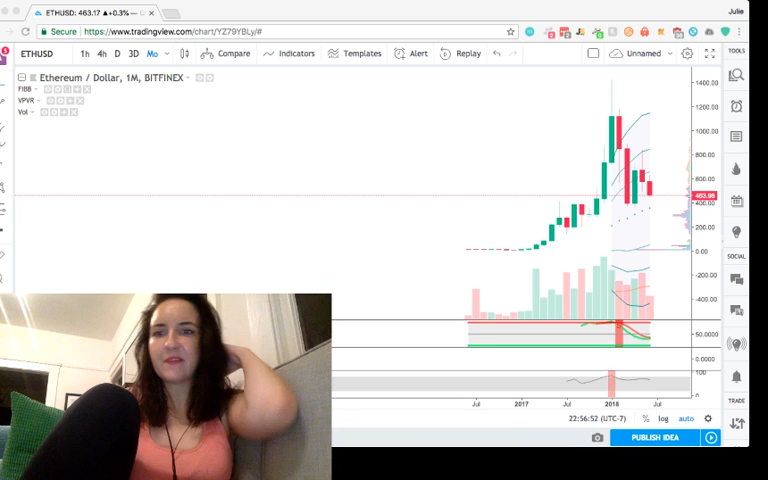 ETHUSD: 463.17 ▲+0.3% — U
Julie
Secure https://www.tradingview.com/chart/YZ79YBLy/#
ETHUSD 1h 4h D 3D Mo Compare Indicators Templates Alert Replay Unnamed
TOOLS
Ethereum / Dollar, 1M, BITFINEX
FIBB
VPVR
Vol
1400.00
1200.00
1000.00
800.00
600.00
463.98
400.00
200.00
0.00
-200.00
-400.00
50.0000
0.0000
100
0
SOCIAL
TRADE
Jul 2017 Jul 2018 Jul
22:56:52 (UTC-7) % log auto
PUBLISH IDEA